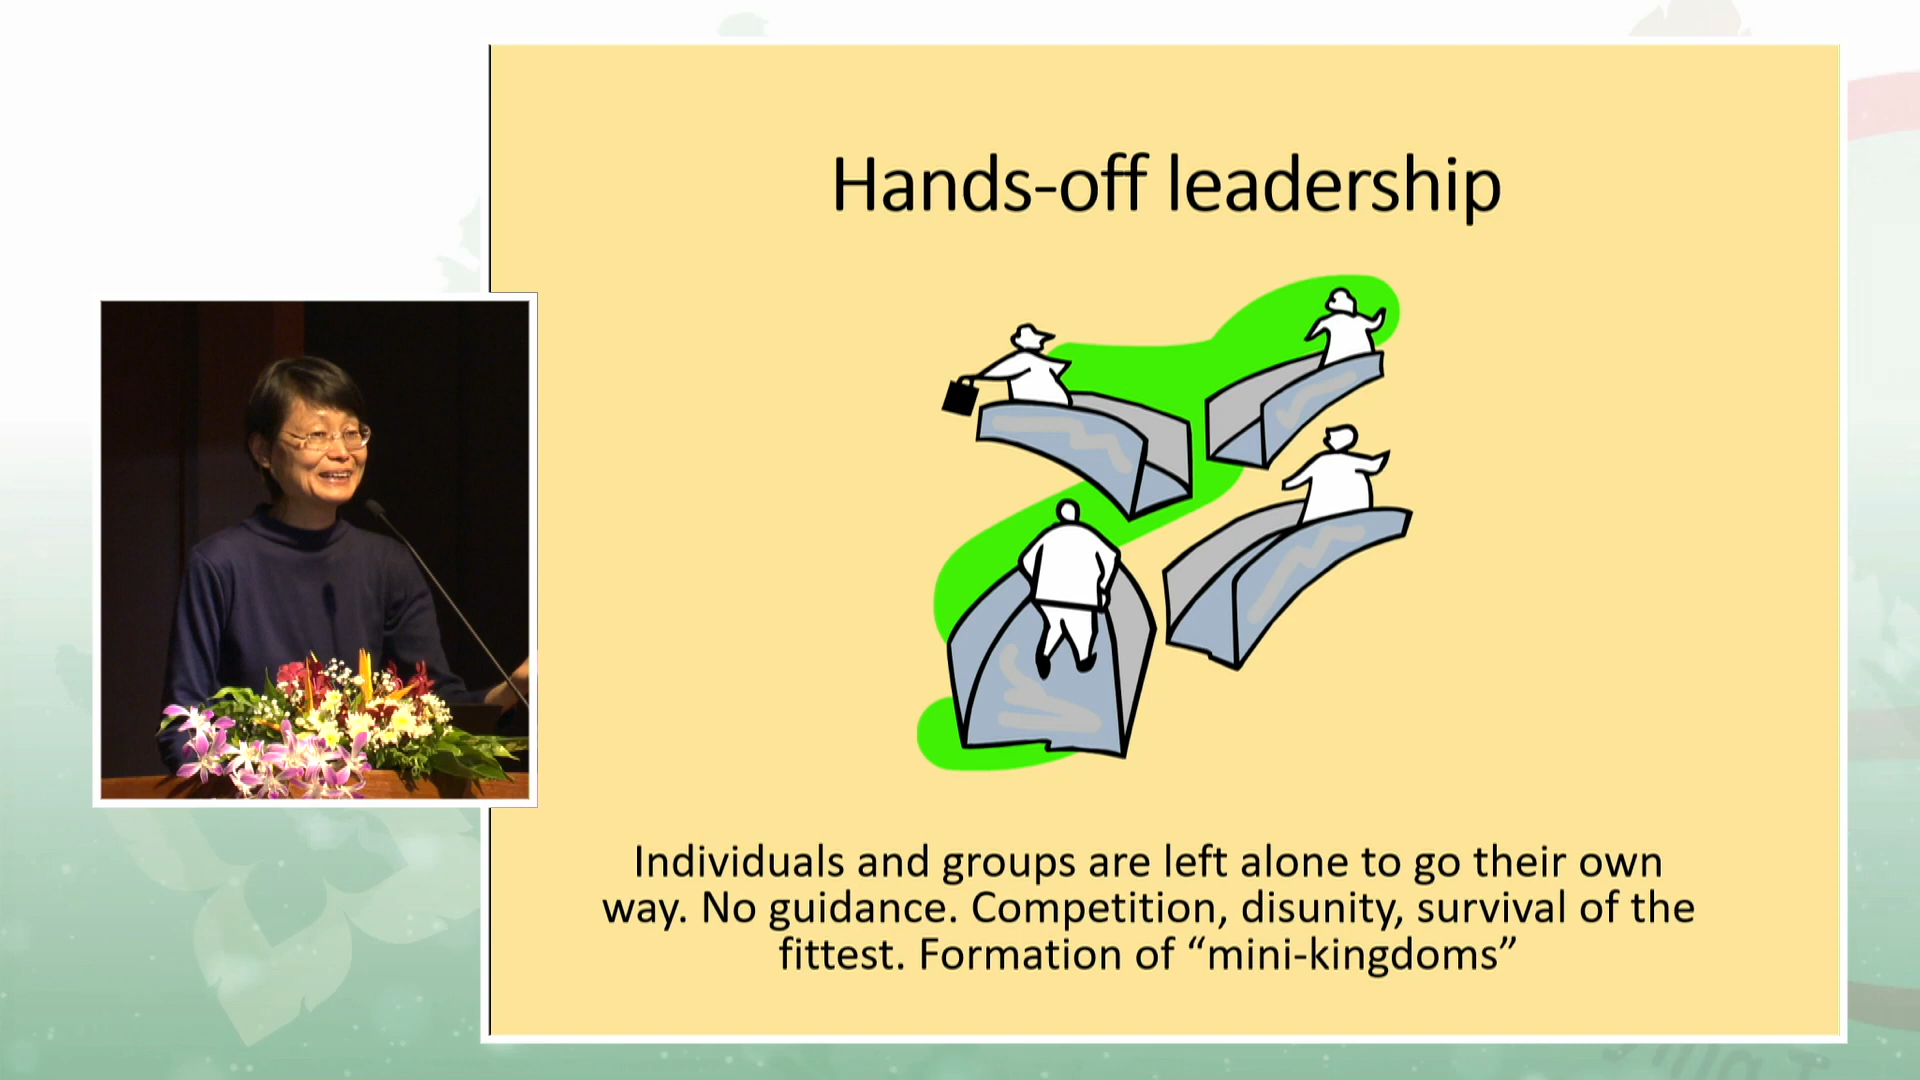 Hands-off leadership
Individuals and groups are left alone to go their own
way. No guidance. Competition, disunity, survival of the
fittest. Formation of “mini-kingdoms”